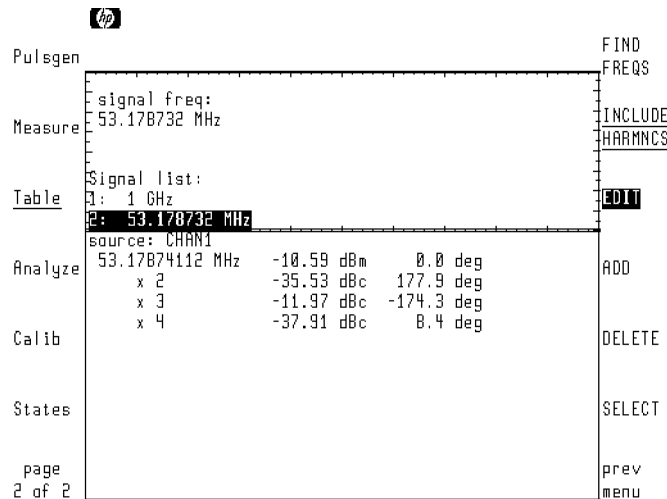 hp
Pulsgen
Measure
Table
Analyze
Calib
States
page
2 of 2
signal freq:
53.178732 MHz
Signal list:
1: 1 GHz
2: 53.178732 MHz
source: CHAN1
53.17874112 MHz -10.59 dBm 0.0 deg
x 2 -35.53 dBc 177.9 deg
x 3 -11.97 dBc -174.3 deg
x 4 -37.91 dBc 8.4 deg
FIND
FREQS
INCLUDE
HARMNCS
EDIT
ADD
DELETE
SELECT
prev
menu